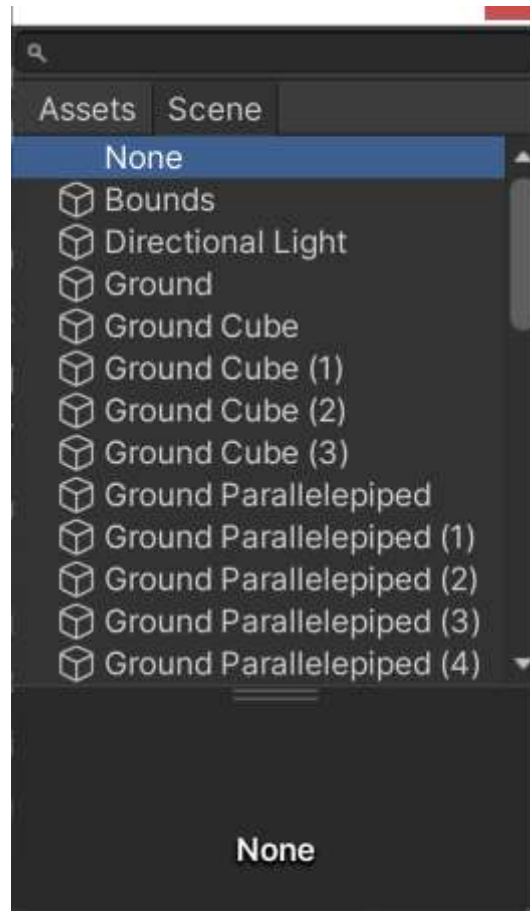 Assets Scene
None
Bounds
Directional Light
Ground
Ground Cube
Ground Cube (1)
Ground Cube (2)
Ground Cube (3)
Ground Parallelepiped
Ground Parallelepiped (1)
Ground Parallelepiped (2)
Ground Parallelepiped (3)
Ground Parallelepiped (4)
None